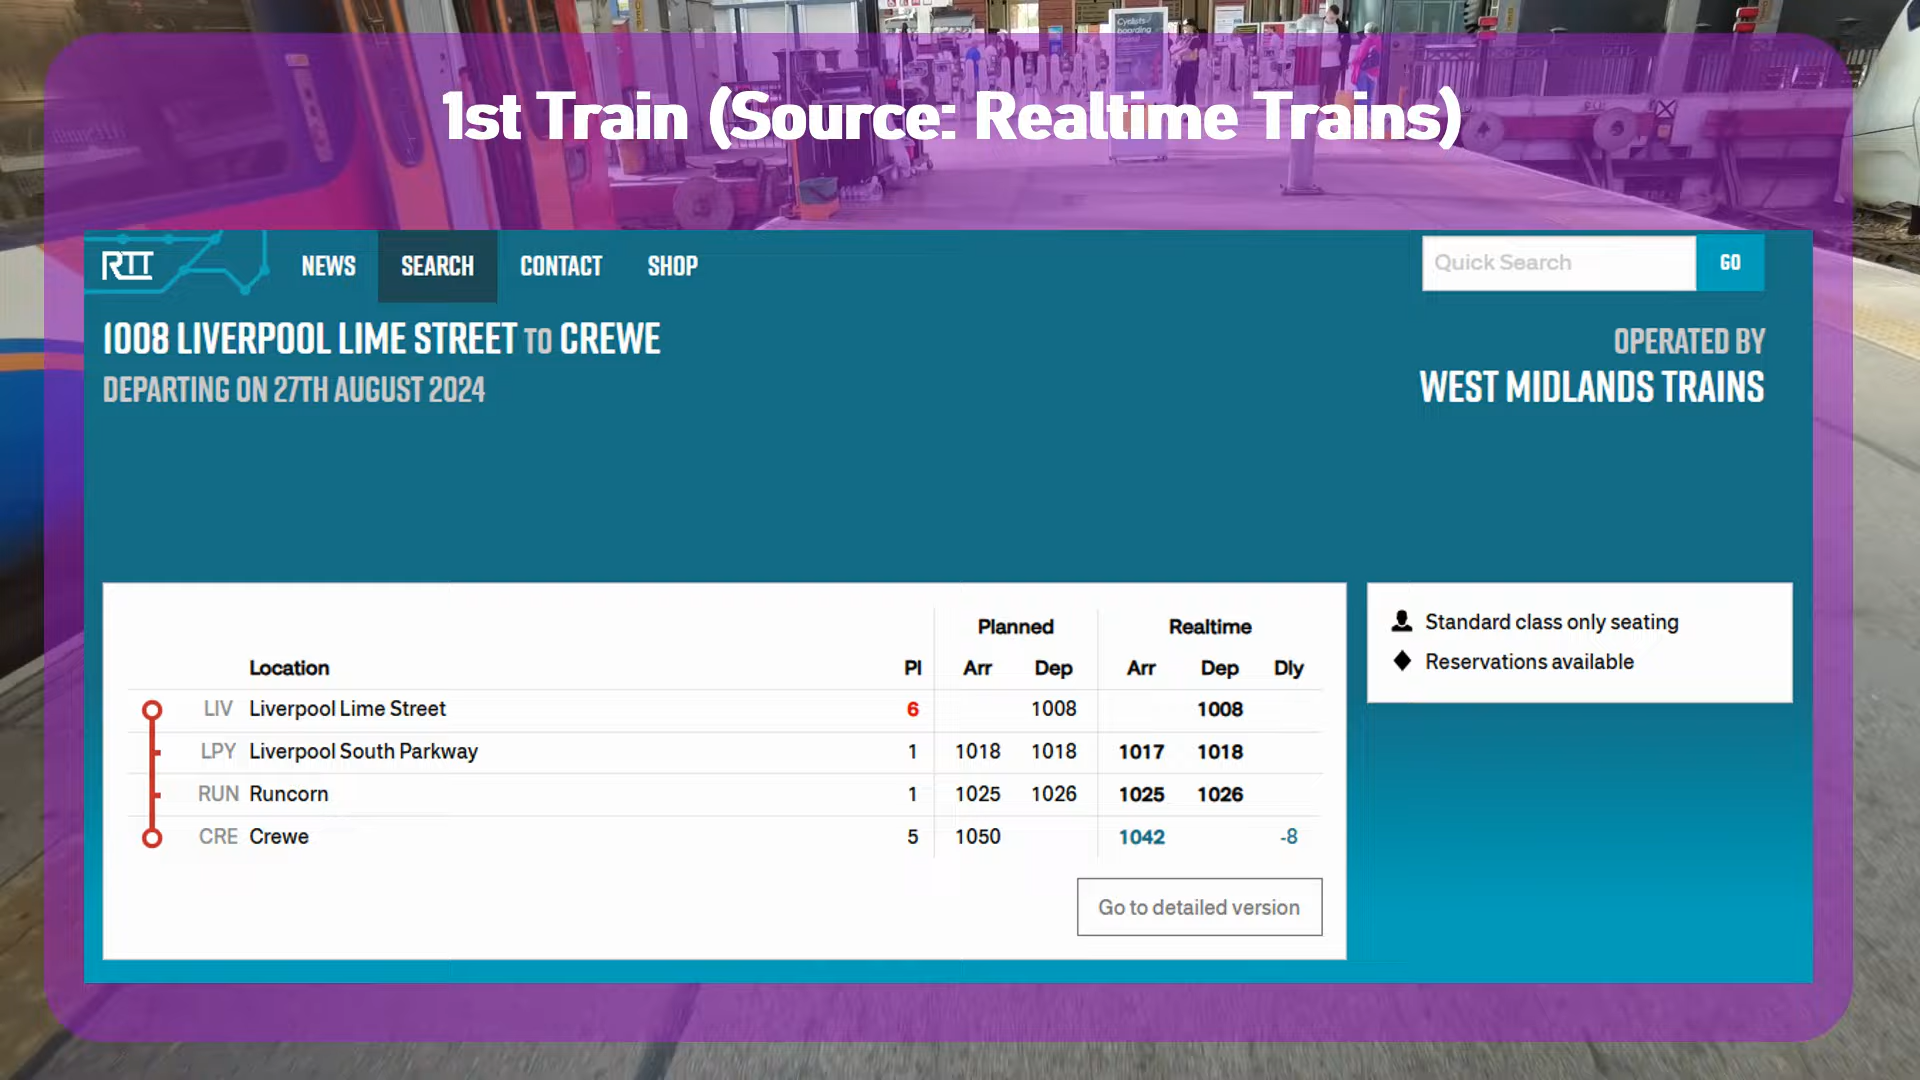 Cyclists/
boarding
1st Train (Source: Realtime Trains)
RTT NEWS SEARCH CONTACT SHOP Quick Search GO
1008 LIVERPOOL LIME STREET TO CREWE
DEPARTING ON 27TH AUGUST 2024
OPERATED BY
WEST MIDLANDS TRAINS
Planned Realtime
Location Pl Arr Dep Arr Dep Dly
LIV Liverpool Lime Street 6 1008 1008
LPY Liverpool South Parkway 1 1018 1018 1017 1018
RUN Runcorn 1 1025 1026 1025 1026
CRE Crewe 5 1050 1042 -8
Go to detailed version
Standard class only seating
Reservations available